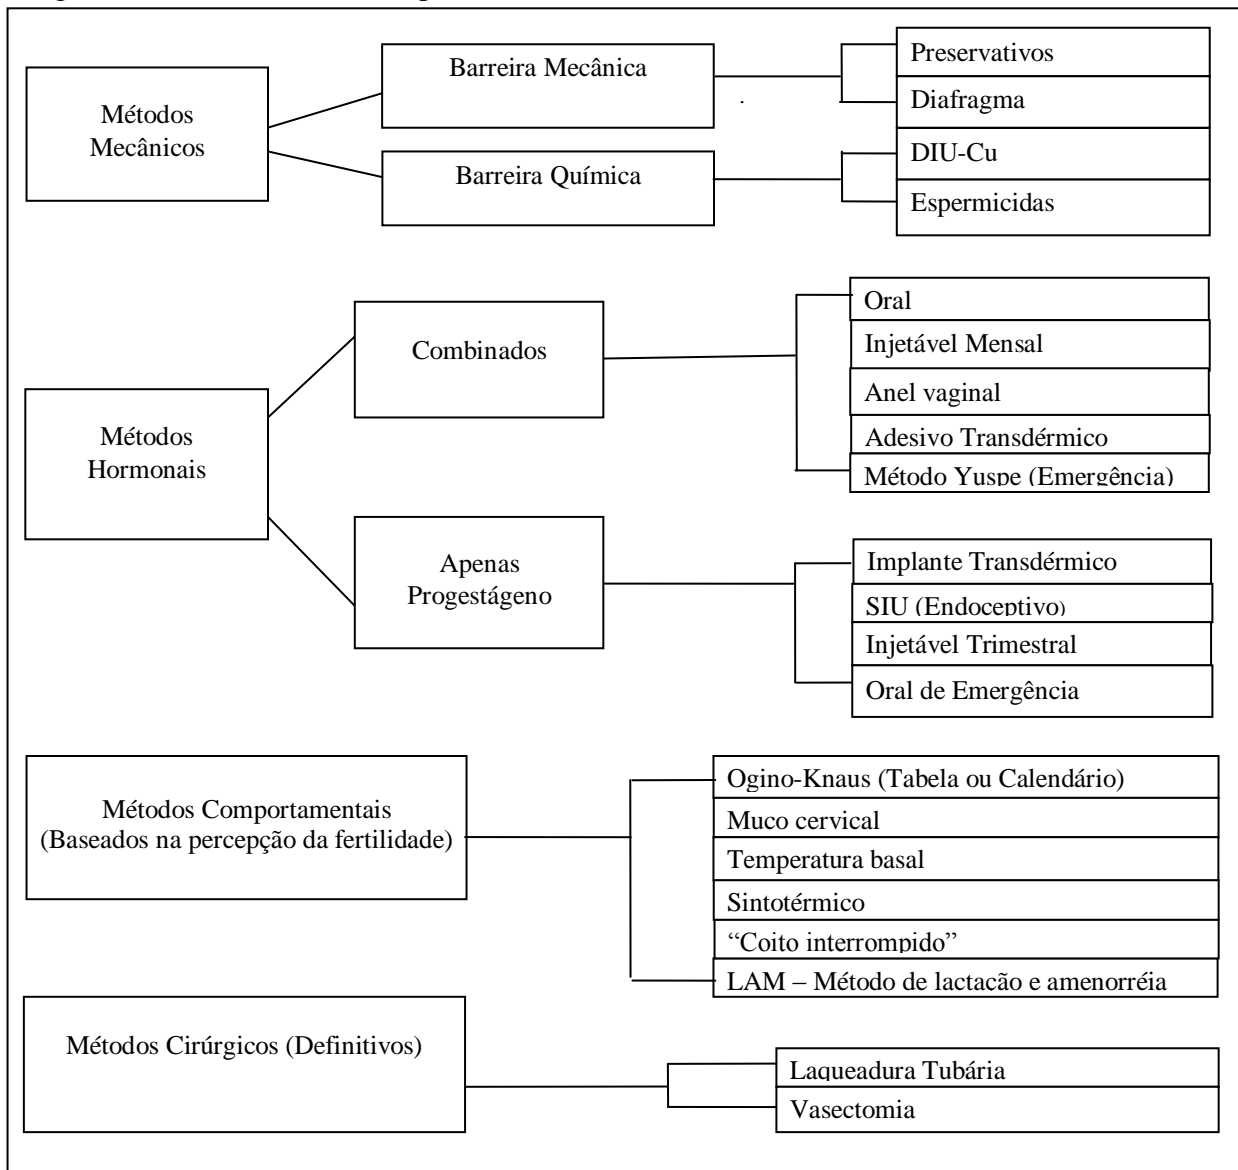 Métodos
Mecânicos
Barreira Mecânica
Preservativos
Diafragma
Barreira Química
DIU-Cu
Espermicidas
Métodos
Hormonais
Combinados
Oral
Injetável Mensal
Anel vaginal
Adesivo Transdérmico
Método Yuspe (Emergência)
Apenas
Progestágeno
Implante Transdérmico
SIU (Endoceptivo)
Injetável Trimestral
Oral de Emergência
Métodos Comportamentais
(Baseados na percepção da fertilidade)
Ogino-Knaus (Tabela ou Calendário)
Muco cervical
Temperatura basal
Sintotérmico
“Coito interrompido”
LAM – Método de lactação e amenorréia
Métodos Cirúrgicos (Definitivos)
Laqueadura Tubária
Vasectomia